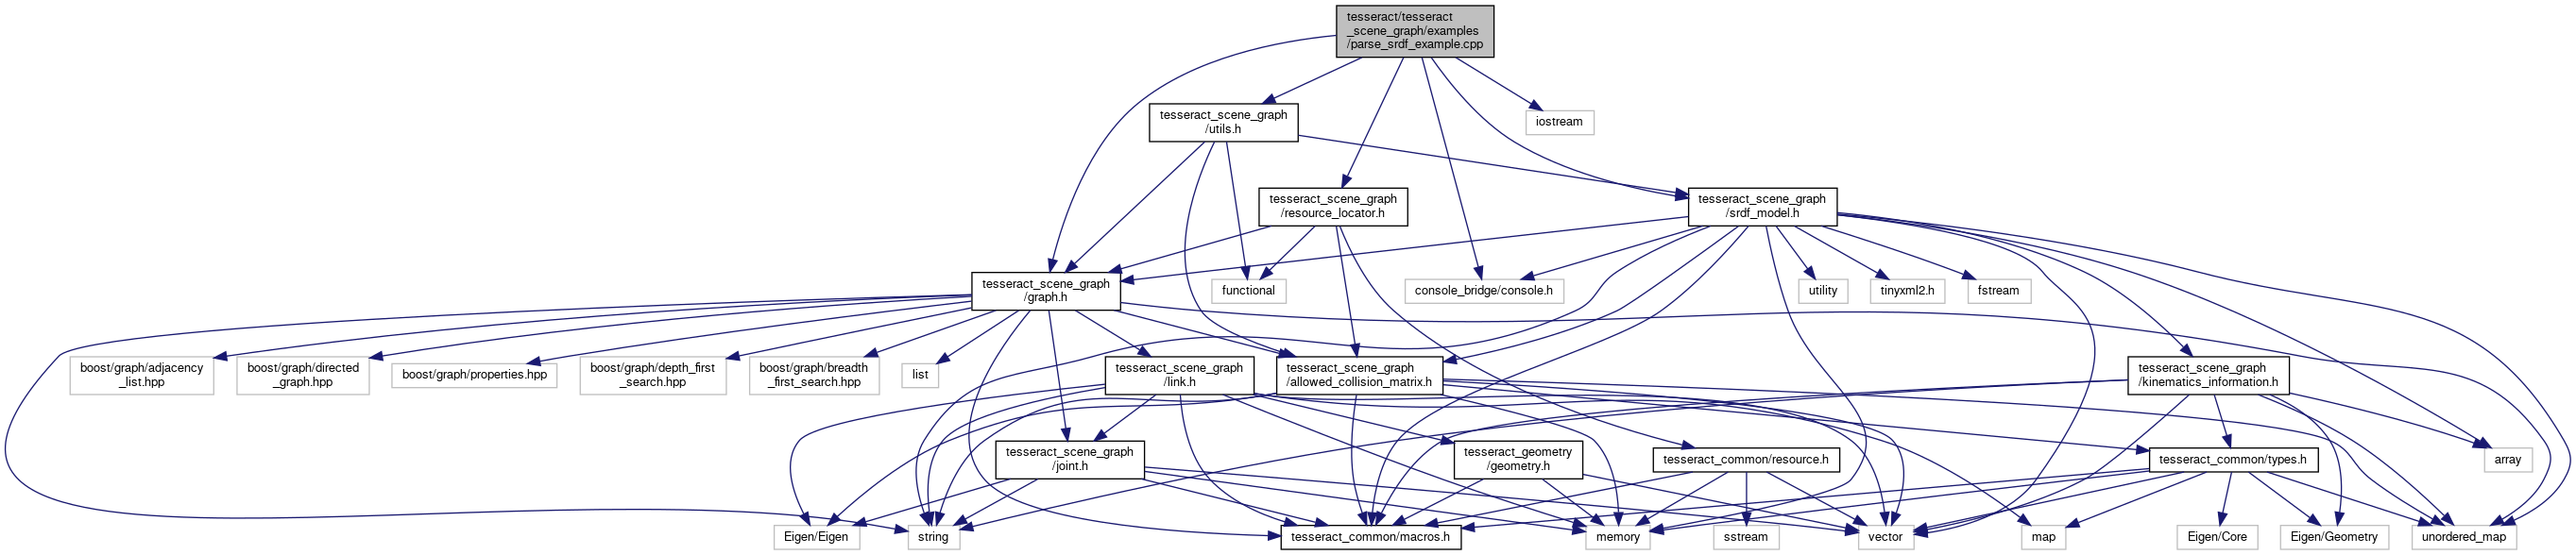 tesseract/tesseract
_scene_graph/examples
/parse_srdf_example.cpp
tesseract_scene_graph
/utils.h
iostream
tesseract_scene_graph
/resource_locator.h
tesseract_scene_graph
/srdf_model.h
tesseract_scene_graph
/graph.h
functional
console_bridge/console.h
utility
tinyxml2.h
fstream
boost/graph/adjacency
_list.hpp
boost/graph/directed
_graph.hpp
boost/graph/properties.hpp
boost/graph/depth_first
_search.hpp
boost/graph/breadth
_first_search.hpp
list
tesseract_scene_graph
/link.h
tesseract_scene_graph
/allowed_collision_matrix.h
tesseract_scene_graph
/kinematics_information.h
tesseract_scene_graph
/joint.h
tesseract_geometry
/geometry.h
tesseract_common/resource.h
tesseract_common/types.h
array
Eigen/Eigen
string
tesseract_common/macros.h
memory
sstream
vector
map
Eigen/Core
Eigen/Geometry
unordered_map